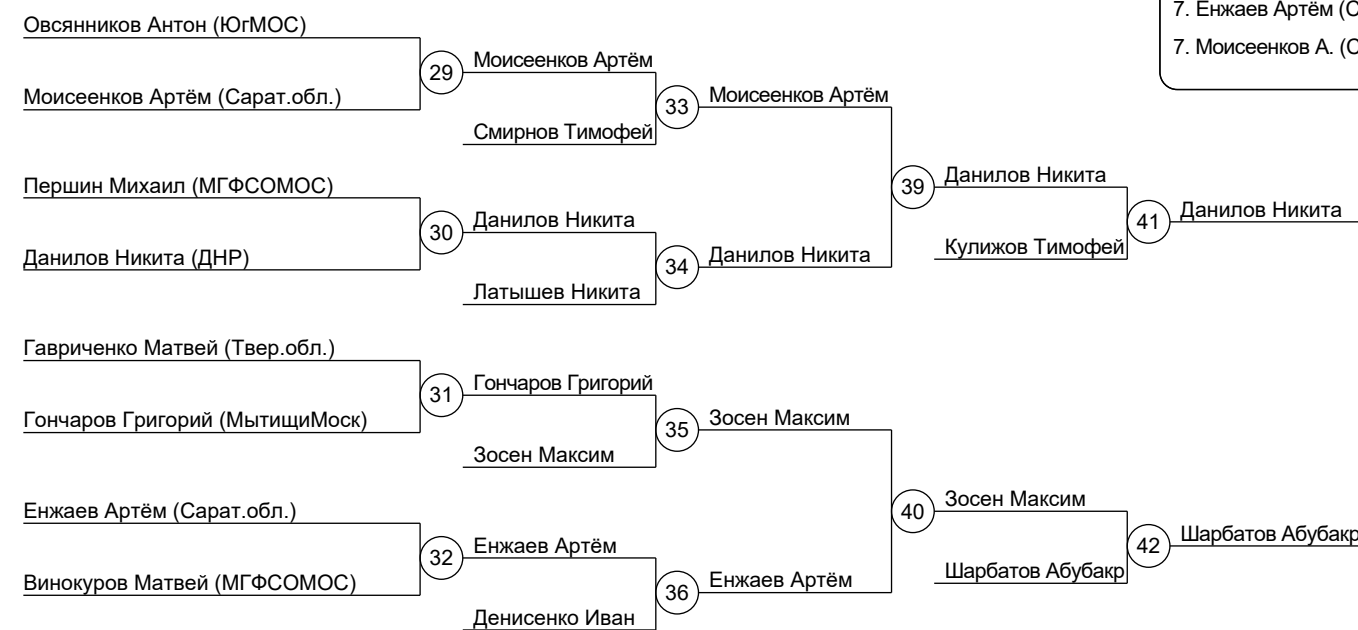 7. Енжаев Артём (С
7. Моисеенков А. (С
Овсянников Антон (ЮгМОС)
29
Моисеенков Артём
Моисеенков Артём (Сарат.обл.)
33
Моисеенков Артём
Смирнов Тимофей
39
Данилов Никита
Першин Михаил (МГФСОМОС)
30
Данилов Никита
41
Данилов Никита
Данилов Никита (ДНР)
34
Данилов Никита
Кулижов Тимофей
Латышев Никита
Гавриченко Матвей (Твер.обл.)
31
Гончаров Григорий
Гончаров Григорий (МытищиМоск)
35
Зосен Максим
Зосен Максим
40
Зосен Максим
Енжаев Артём (Сарат.обл.)
32
Енжаев Артём
42
Шарбатов Абубакр
Винокуров Матвей (МГФСОМОС)
36
Енжаев Артём
Шарбатов Абубакр
Денисенко Иван